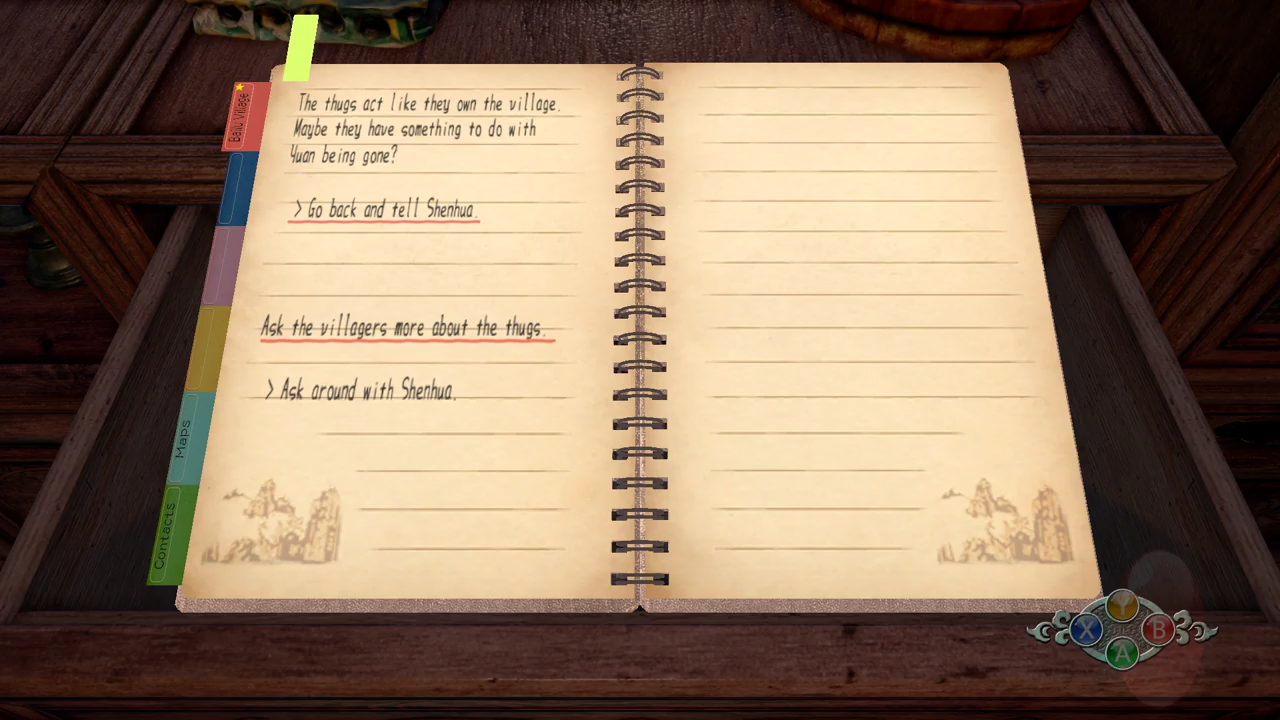 The thugs act like they own the village.
Maybe they have something to do with
Yuan being gone?
> Go back and tell Shenhua.
Ask the villagers more about the thugs.
> Ask around with Shenhua.
Bailu Village
Maps
Contacts
Y
X
B
A